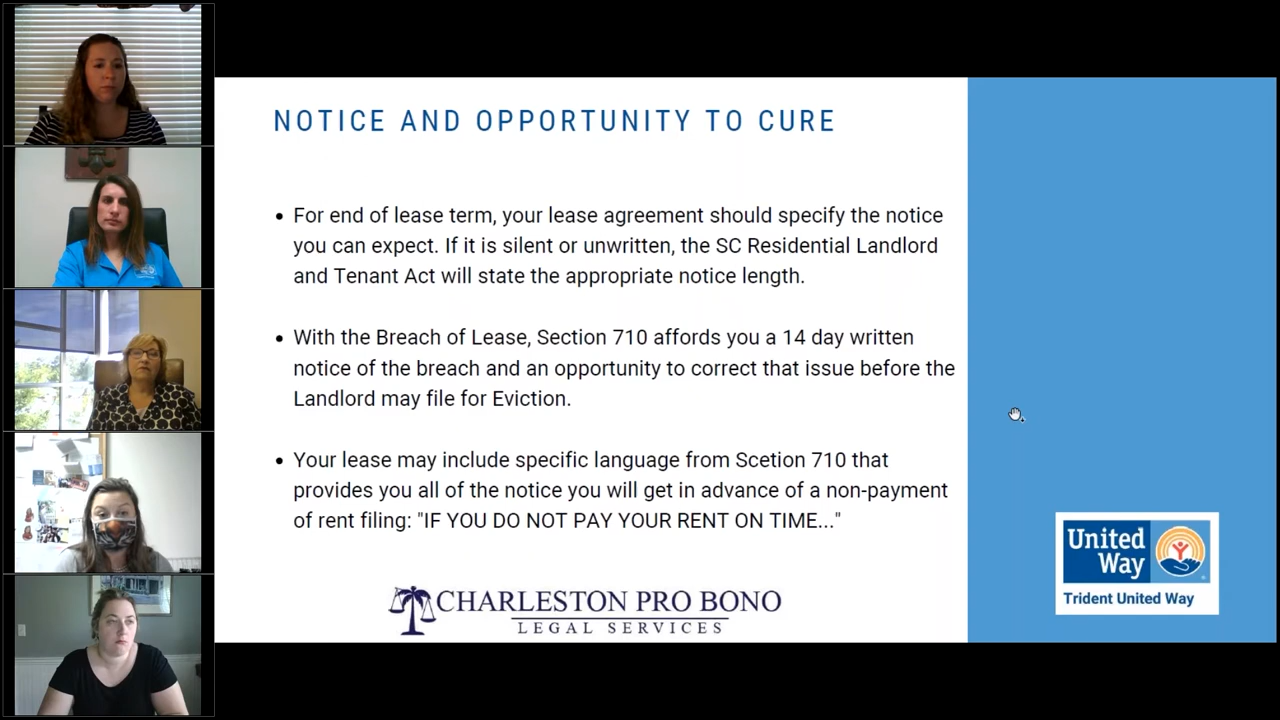 NOTICE AND OPPORTUNITY TO CURE
• For end of lease term, your lease agreement should specify the notice
you can expect. If it is silent or unwritten, the SC Residential Landlord
and Tenant Act will state the appropriate notice length.
• With the Breach of Lease, Section 710 affords you a 14 day written
notice of the breach and an opportunity to correct that issue before the
Landlord may file for Eviction.
• Your lease may include specific language from Scetion 710 that
provides you all of the notice you will get in advance of a non-payment
of rent filing: "IF YOU DO NOT PAY YOUR RENT ON TIME..."
CHARLESTON PRO BONO
LEGAL SERVICES
United
Way
Trident United Way